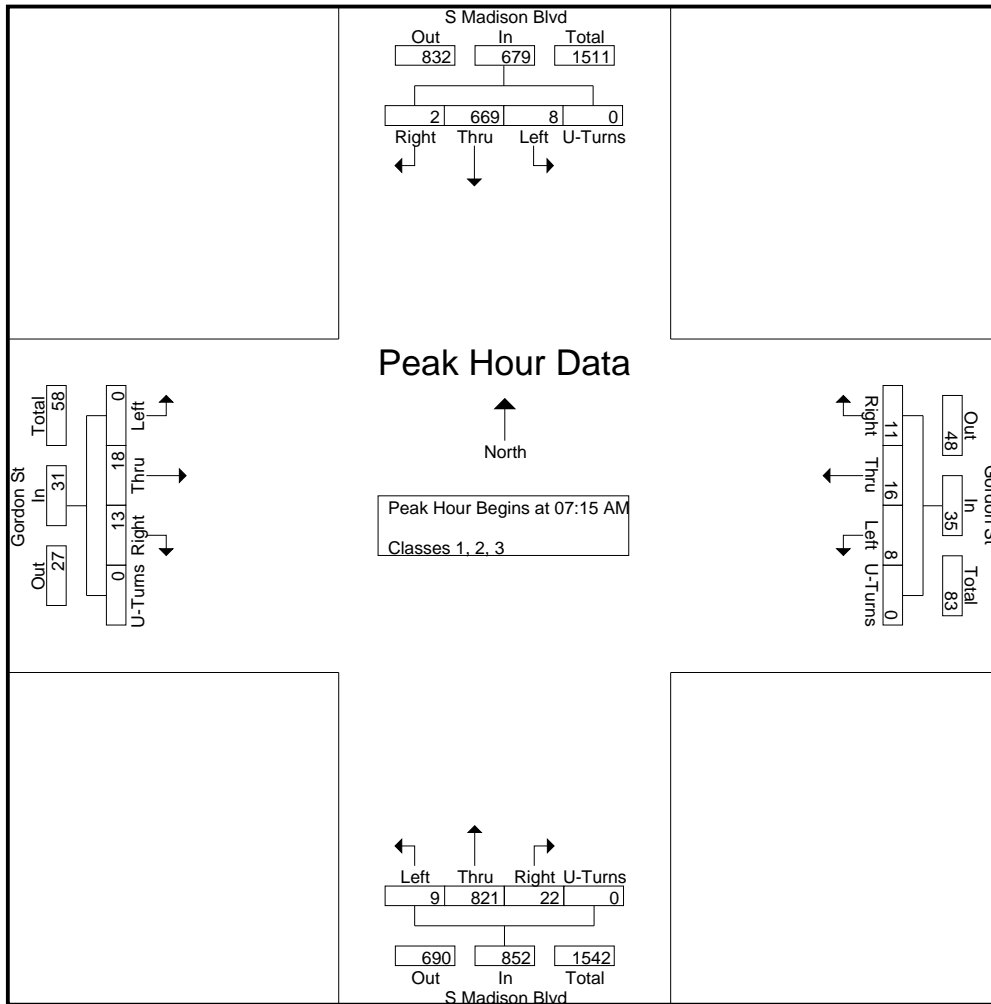 S Madison Blvd
Out In Total
832 679 1511
2 669 8 0
Right Thru Left U-Turns
Peak Hour Data
North
Peak Hour Begins at 07:15 AM
Classes 1, 2, 3
Gordon St
Total In Out
58 31 27
0 18 13 0
Left Thru Right U-Turns
Right Thru Left U-Turns
11 16 8 0
Out In Total
48 35 83
Gordon St
Left Thru Right U-Turns
9 821 22 0
690 852 1542
Out In Total
S Madison Blvd